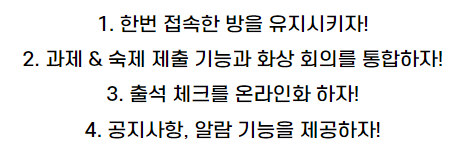 1. 한번 접속한 방을 유지시키자!
2. 과제 & 숙제 제출 기능과 화상 회의를 통합하자!
3. 출석 체크를 온라인화 하자!
4. 공지사항, 알람 기능을 제공하자!